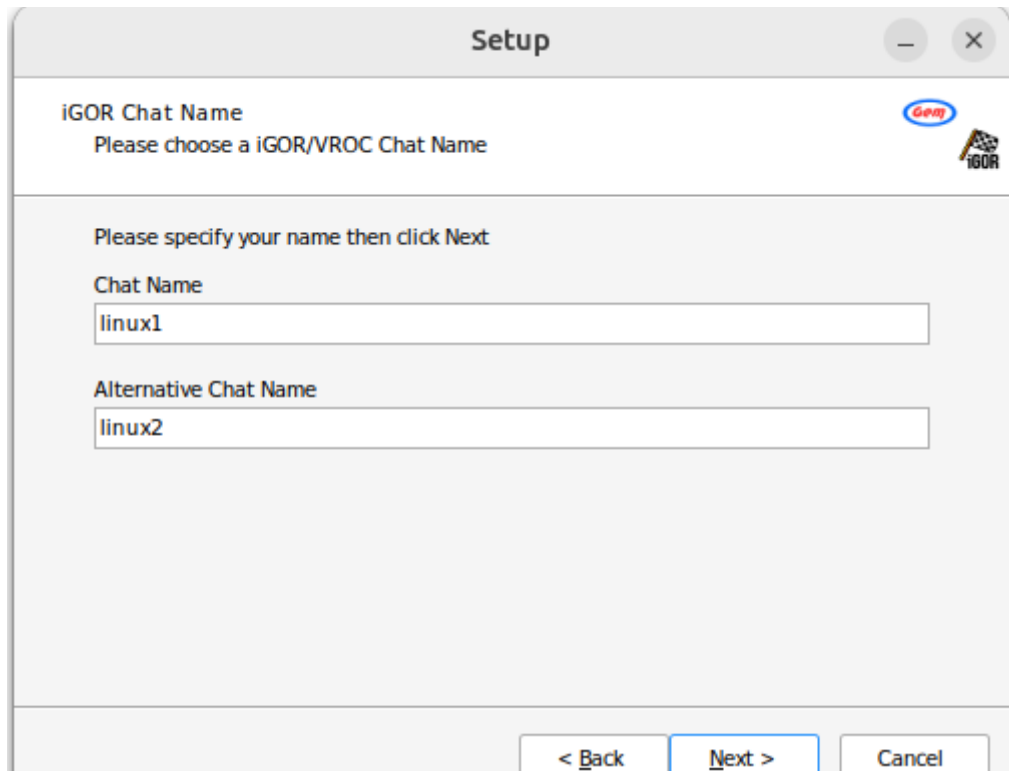 Setup
iGOR Chat Name
Please choose a iGOR/VROC Chat Name
Gem
iGOR
Please specify your name then click Next
Chat Name
linux1
Alternative Chat Name
linux2
< Back Next > Cancel